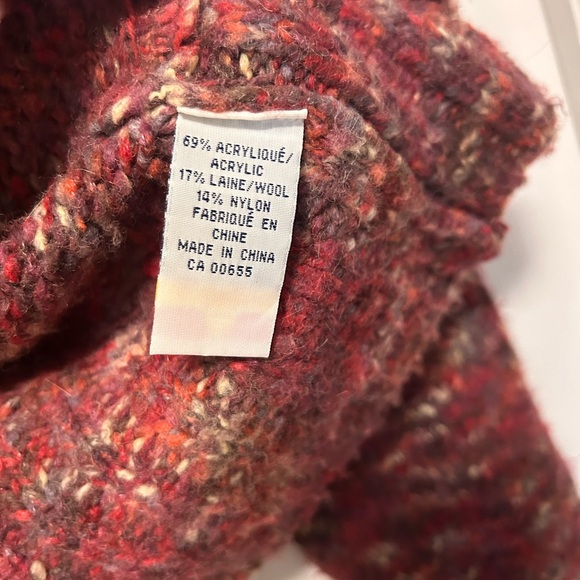 69% ACRYLIQUÉ/
ACRYLIC
17% LAINE/WOOL
14% NYLON
FABRIQUÉ EN
CHINE
MADE IN CHINA
CA 00655